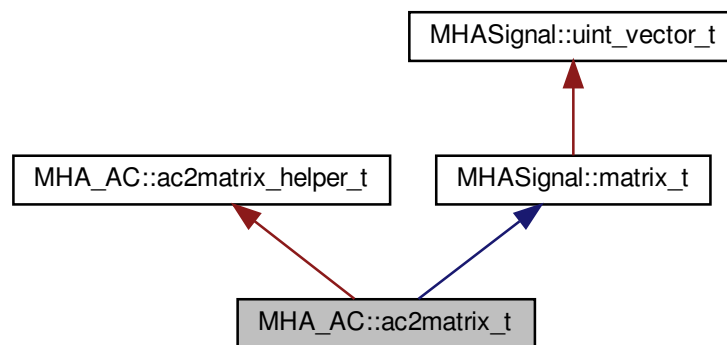 MHASignal::uint_vector_t
MHA_AC::ac2matrix_helper_t
MHASignal::matrix_t
MHA_AC::ac2matrix_t